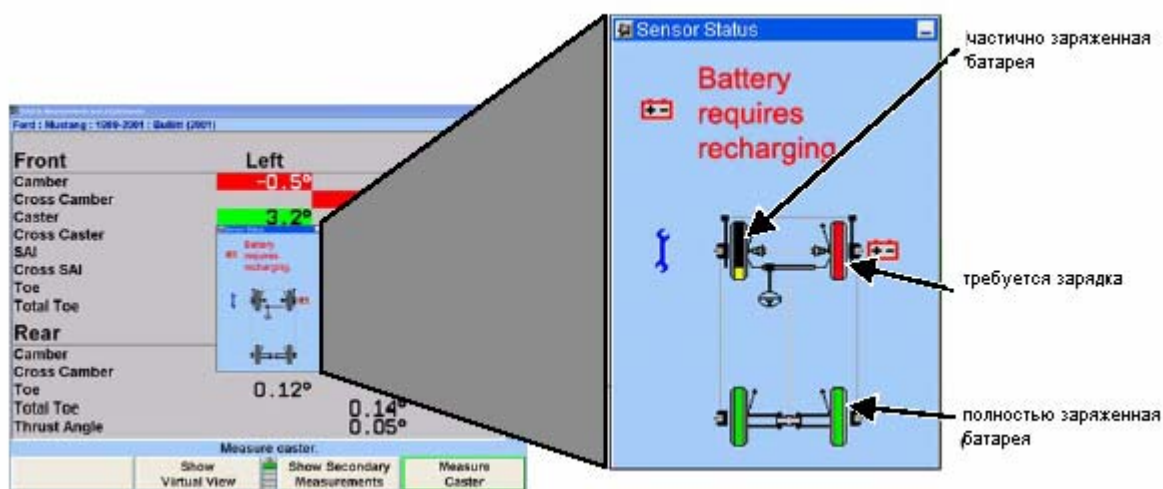 Ford : Mustang : 1999-2001 : Bullitt (2001)
Front Left
Camber -0.5°
Cross Camber
Caster 3.2°
Cross Caster
SAI
Cross SAI
Toe
Total Toe
Rear
Camber
Cross Camber
Toe 0.12°
Total Toe 0.14°
Thrust Angle 0.05°
Measure caster.
Show
Virtual View
Show Secondary
Measurements
Measure
Caster
Battery
requires
recharging
Sensor Status
Battery
requires
recharging
частично заряженная
батарея
требуется зарядка
полностью заряженная
батарея